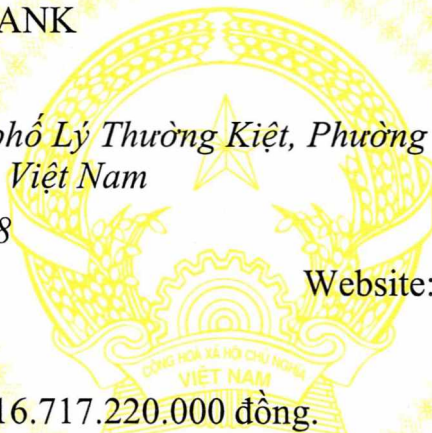 ANK
phố Lý Thường Kiệt, Phường
Việt Nam
8
Website:
CỘNG HOÀ XÃ HỘI CHỦ NGHĨA
VIỆT NAM
16.717.220.000 đồng.